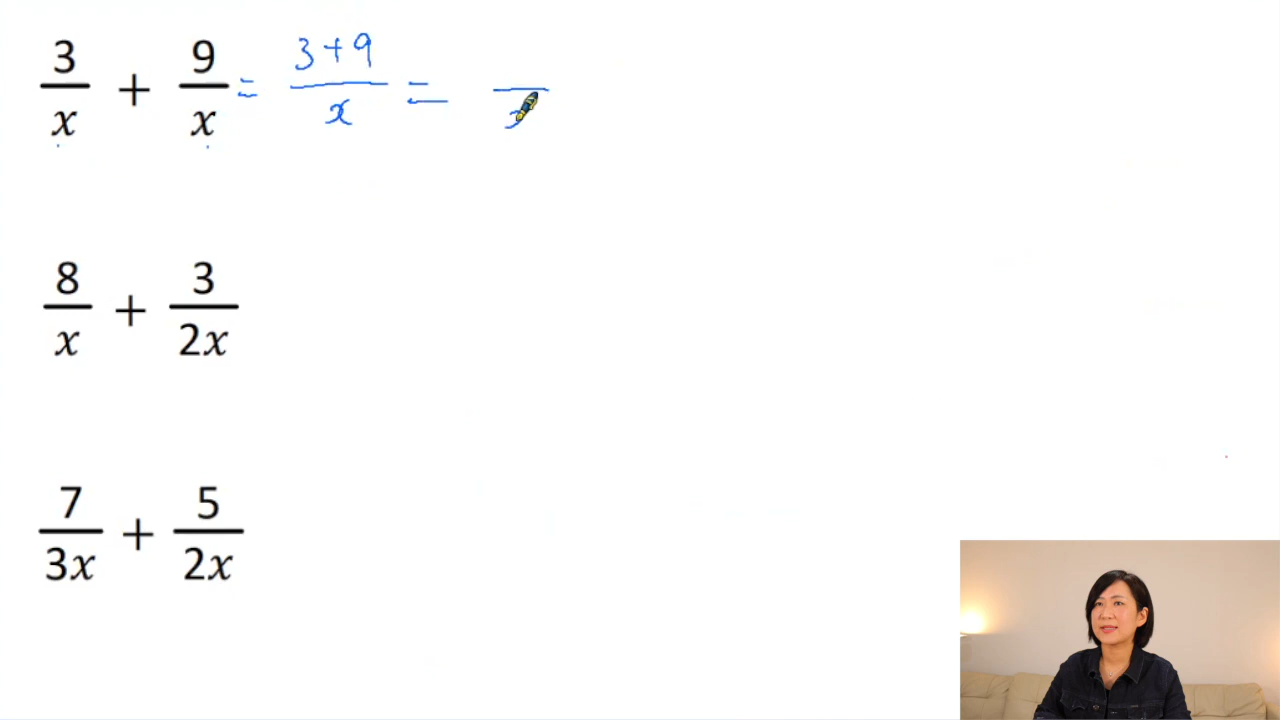 3/x + 9/x = 3+9/x =
8/x + 3/2x
7/3x + 5/2x